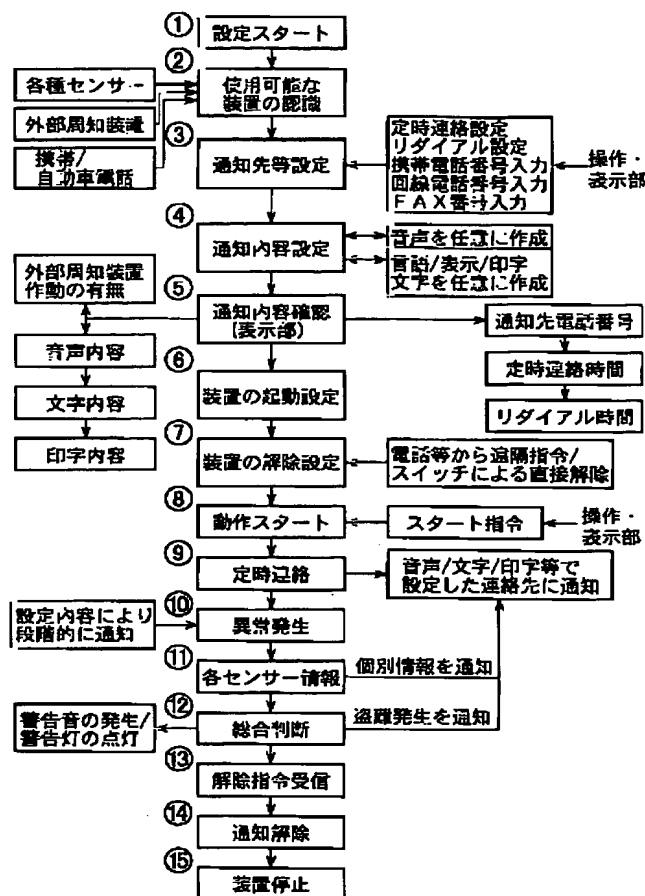 ①
設定スタート
②
各種センサー
使用可能な
装置の認識
外部周知装置
携帯/
自動車電話
③
通知先等設定
定時連絡設定
リダイアル設定
携帯電話番号入力
回線電話番号入力
FAX番号入力
操作・
表示部
④
通知内容設定
音声を任意に作成
言語/表示/印字
文字を任意に作成
外部周知装置
作動の有無
⑤
通知内容確認
(表示部)
通知先電話番号
音声内容
定時連絡時間
文字内容
リダイアル時間
印字内容
⑥
装置の起動設定
⑦
装置の解除設定
電話等から遠隔指令/
スイッチによる直接解除
⑧
動作スタート
スタート指令
操作・
表示部
⑨
定時連絡
音声/文字/印字等で
設定した連絡先に通知
⑩
設定内容により
段階的に通知
異常発生
⑪
各センサー情報
個別情報を通知
⑫
警告音の発生/
警告灯の点灯
総合判断
盗難発生を通知
⑬
解除指令受信
⑭
通知解除
⑮
装置停止